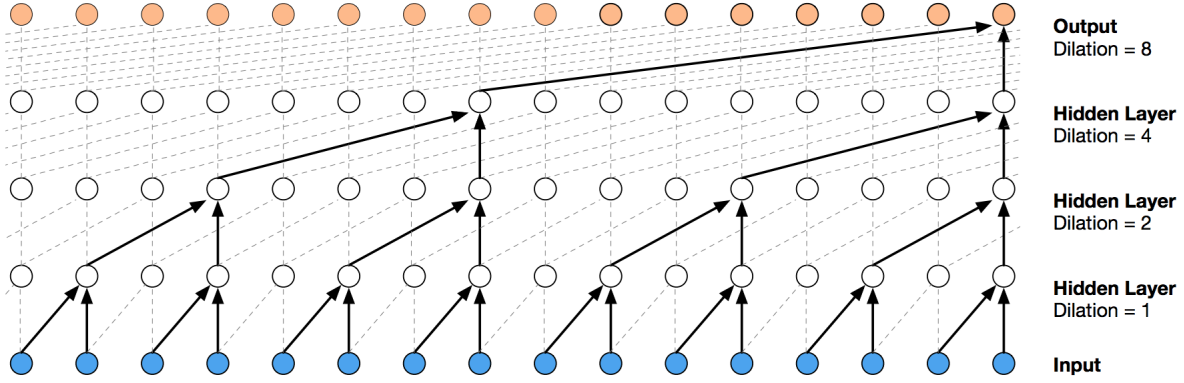 Output
Dilation = 8
Hidden Layer
Dilation = 4
Hidden Layer
Dilation = 2
Hidden Layer
Dilation = 1
Input